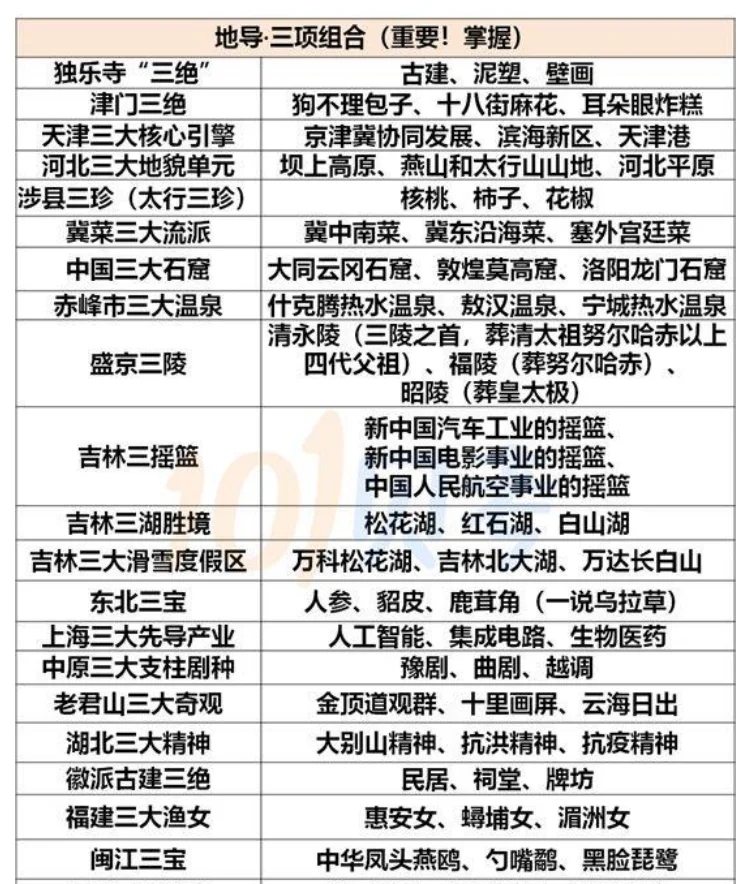 地导·三项组合（重要！掌握）
独乐寺“三绝” 古建、泥塑、壁画
津门三绝 狗不理包子、十八街麻花、耳朵眼炸糕
天津三大核心引擎 京津冀协同发展、滨海新区、天津港
河北三大地貌单元 坝上高原、燕山和太行山山地、河北平原
涉县三珍（太行三珍） 核桃、柿子、花椒
冀菜三大流派 冀中南菜、冀东沿海菜、塞外宫廷菜
中国三大石窟 大同云冈石窟、敦煌莫高窟、洛阳龙门石窟
赤峰市三大温泉 什克腾热水温泉、敖汉温泉、宁城热水温泉
盛京三陵 清永陵（三陵之首，葬清太祖努尔哈赤以上
四代父祖）、福陵（葬努尔哈赤）、
昭陵（葬皇太极）
吉林三摇篮 新中国汽车工业的摇篮、
新中国电影事业的摇篮、
中国人民航空事业的摇篮
吉林三湖胜境 松花湖、红石湖、白山湖
吉林三大滑雪度假区 万科松花湖、吉林北大湖、万达长白山
东北三宝 人参、貂皮、鹿茸角（一说乌拉草）
上海三大先导产业 人工智能、集成电路、生物医药
中原三大支柱剧种 豫剧、曲剧、越调
老君山三大奇观 金顶道观群、十里画屏、云海日出
湖北三大精神 大别山精神、抗洪精神、抗疫精神
徽派古建三绝 民居、祠堂、牌坊
福建三大渔女 惠安女、蟳埔女、湄洲女
闽江三宝 中华凤头燕鸥、勺嘴鹬、黑脸琵鹭
101